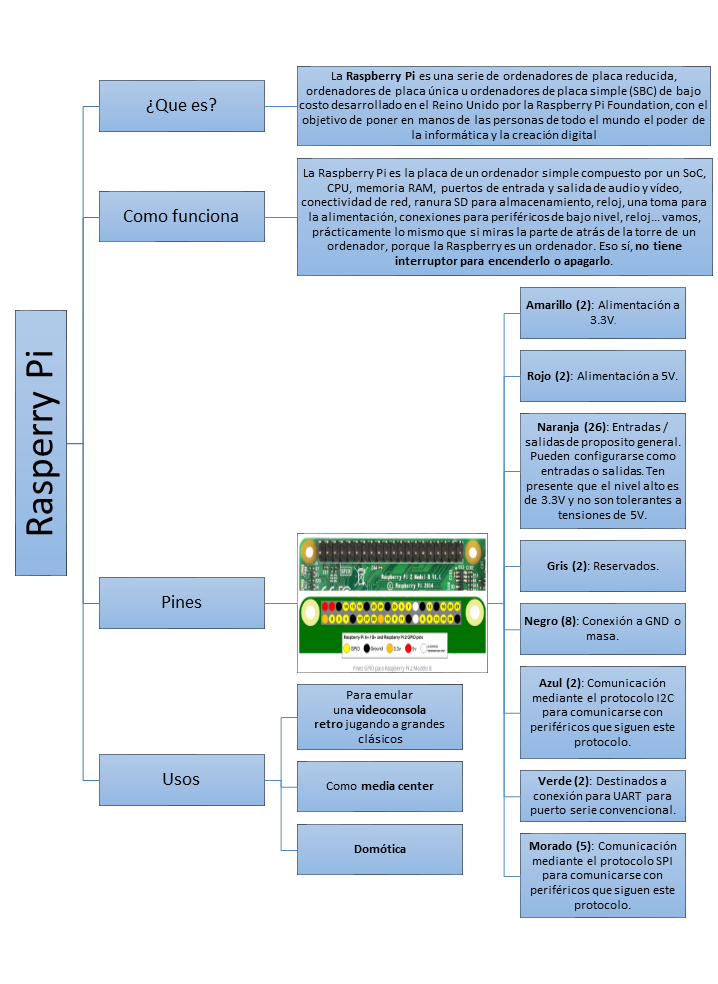 Rasperry Pi
¿Que es?
La Raspberry Pi es una serie de ordenadores de placa reducida,
ordenadores de placa única u ordenadores de placa simple (SBC) de bajo
costo desarrollado en el Reino Unido por la Raspberry Pi Foundation, con el
objetivo de poner en manos de las personas de todo el mundo el poder de
la informática y la creación digital
Como funciona
La Raspberry Pi es la placa de un ordenador simple compuesto por un SoC,
CPU, memoria RAM, puertos de entrada y salida de audio y vídeo,
conectividad de red, ranura SD para almacenamiento, reloj, una toma para
la alimentación, conexiones para periféricos de bajo nivel, reloj... vamos,
prácticamente lo mismo que si miras la parte de atrás de la torre de un
ordenador, porque la Raspberry es un ordenador. Eso sí, no tiene
interruptor para encenderlo o apagarlo.
Pines
Raspberry Pi 2 Model B V1.1
© Raspberry Pi 2014
Raspberry Pi A+ / B+ and Raspberry Pi 2 GPIO pins
GPIO Ground 3.3v 5v
Pines GPIO para Raspberry Pi 2 Modelo B
Amarillo (2): Alimentación a
3.3V.
Rojo (2): Alimentación a 5V.
Naranja (26): Entradas /
salidas de proposito general.
Pueden configurarse como
entradas o salidas. Ten
presente que el nivel alto es
de 3.3V y no son tolerantes a
tensiones de 5V.
Gris (2): Reservados.
Negro (8): Conexión a GND o
masa.
Azul (2): Comunicación
mediante el protocolo I2C
para comunicarse con
periféricos que siguen este
protocolo.
Verde (2): Destinados a
conexión para UART para
puerto serie convencional.
Morado (5): Comunicación
mediante el protocolo SPI
para comunicarse con
periféricos que siguen este
protocolo.
Usos
Para emular
una videoconsola
retro jugando a grandes
clásicos
Como media center
Domótica